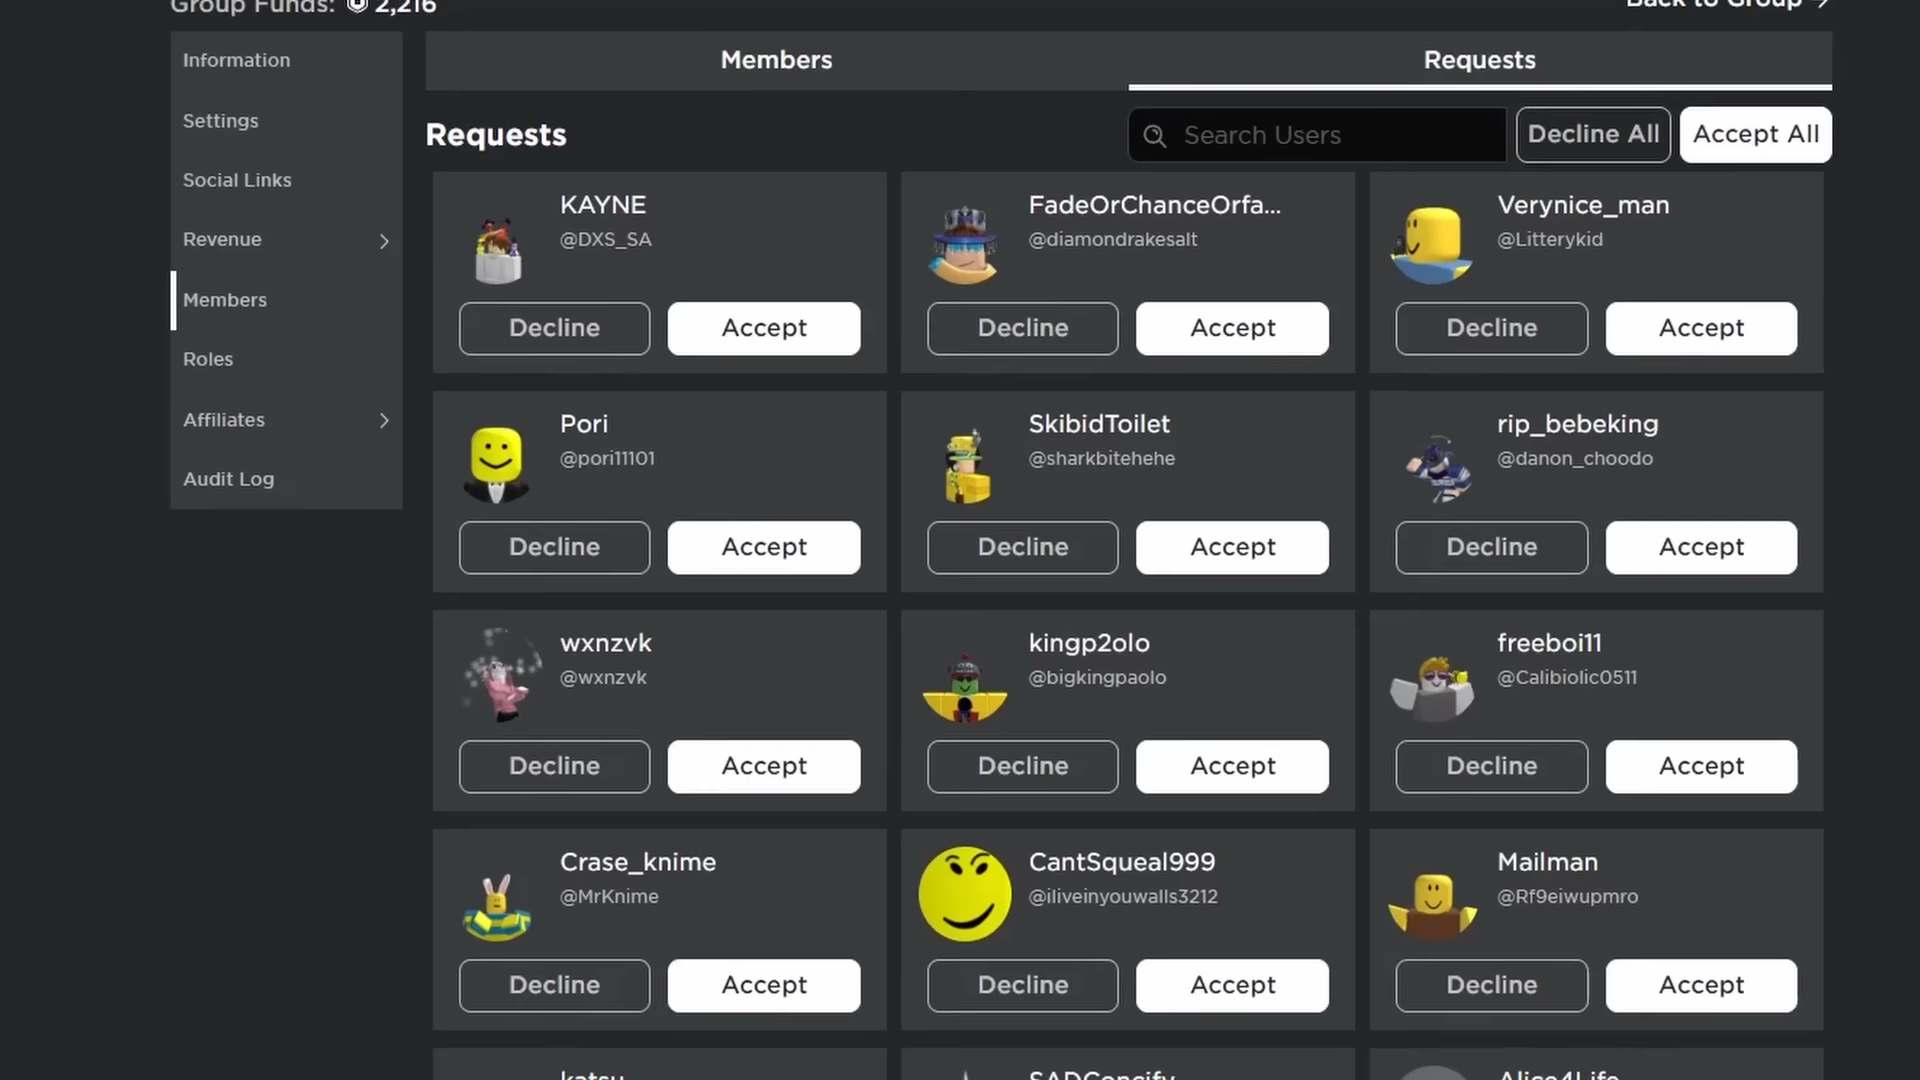 Group Funds: 2,216
Back to Group
Information
Settings
Social Links
Revenue
Members
Roles
Affiliates
Audit Log
Members
Requests
Requests
Search Users
Decline All
Accept All
KAYNE
@DXS_SA
Decline
Accept
FadeOrChanceOrfa...
@diamondrakesalt
Decline
Accept
Verynice_man
@Litterykid
Decline
Accept
Pori
@pori11101
Decline
Accept
SkibidToilet
@sharkbitehehe
Decline
Accept
rip_bebeking
@danon_choodo
Decline
Accept
wxnzvk
@wxnzvk
Decline
Accept
kingp2olo
@bigkingpaolo
Decline
Accept
freeboi11
@Calibiolic0511
Decline
Accept
Crase_knime
@MrKnime
Decline
Accept
CantSqueal999
@iliveinyouwalls3212
Decline
Accept
Mailman
@Rf9eiwupmro
Decline
Accept
katsu
Alice4Life